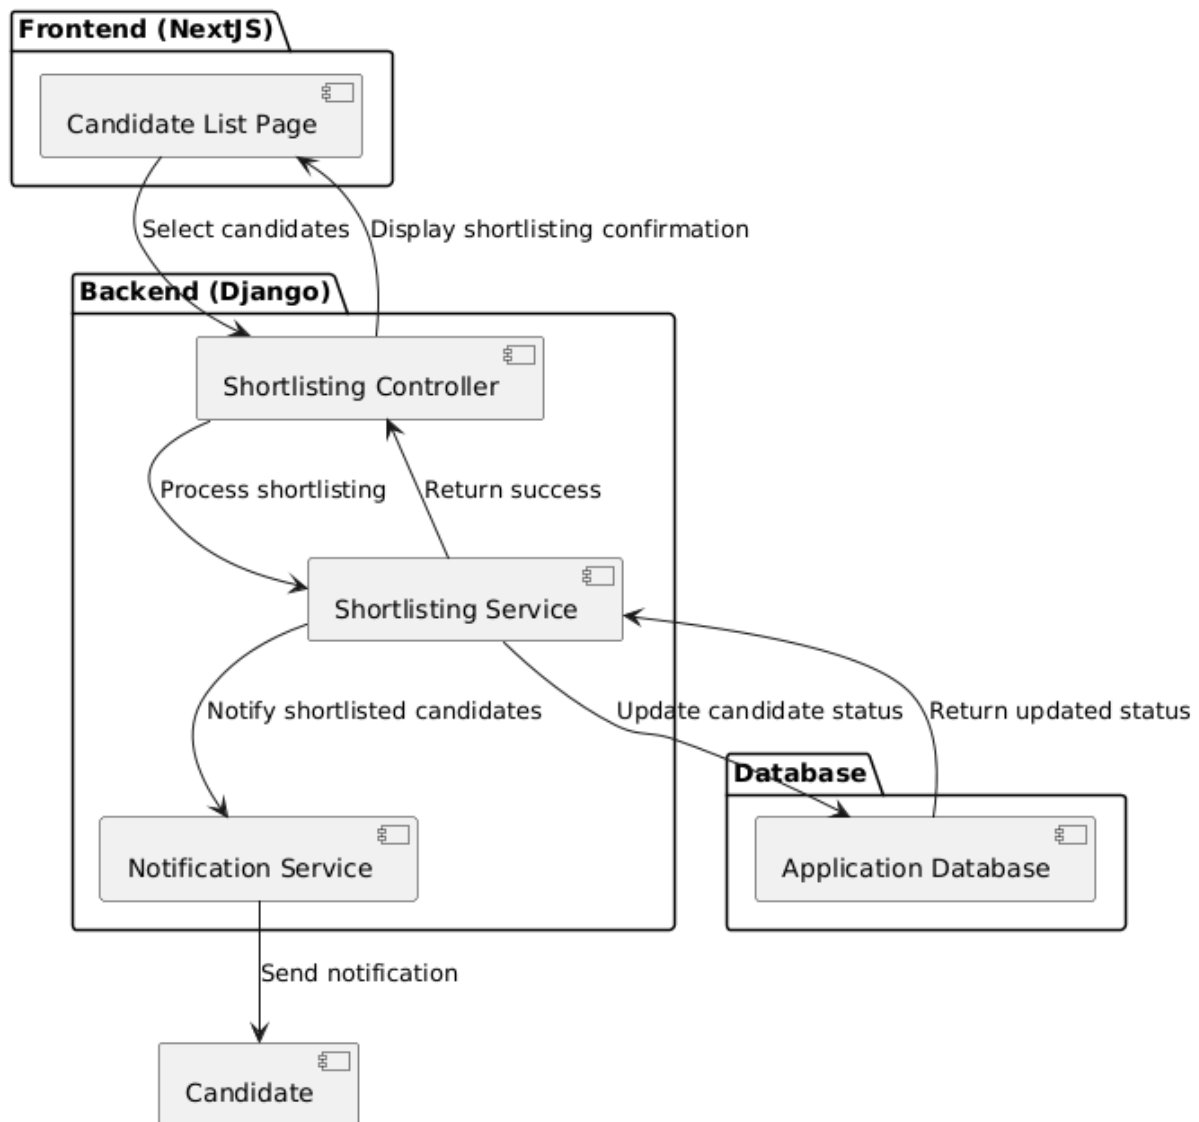 Frontend (NextJS)
Candidate List Page
Select candidates
Display shortlisting confirmation
Backend (Django)
Shortlisting Controller
Process shortlisting
Return success
Shortlisting Service
Notify shortlisted candidates
Update candidate status
Return updated status
Database
Notification Service
Application Database
Send notification
Candidate